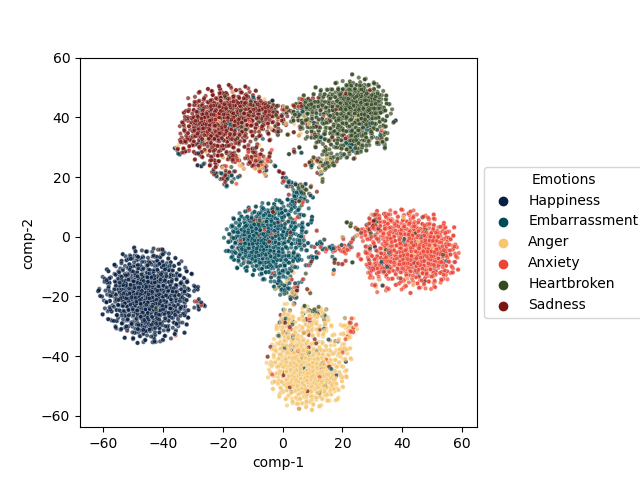 60
40
20
0
−20
−40
−60
comp-2
−60 −40 −20 0 20 40 60
comp-1
Emotions
Happiness
Embarrassment
Anger
Anxiety
Heartbroken
Sadness